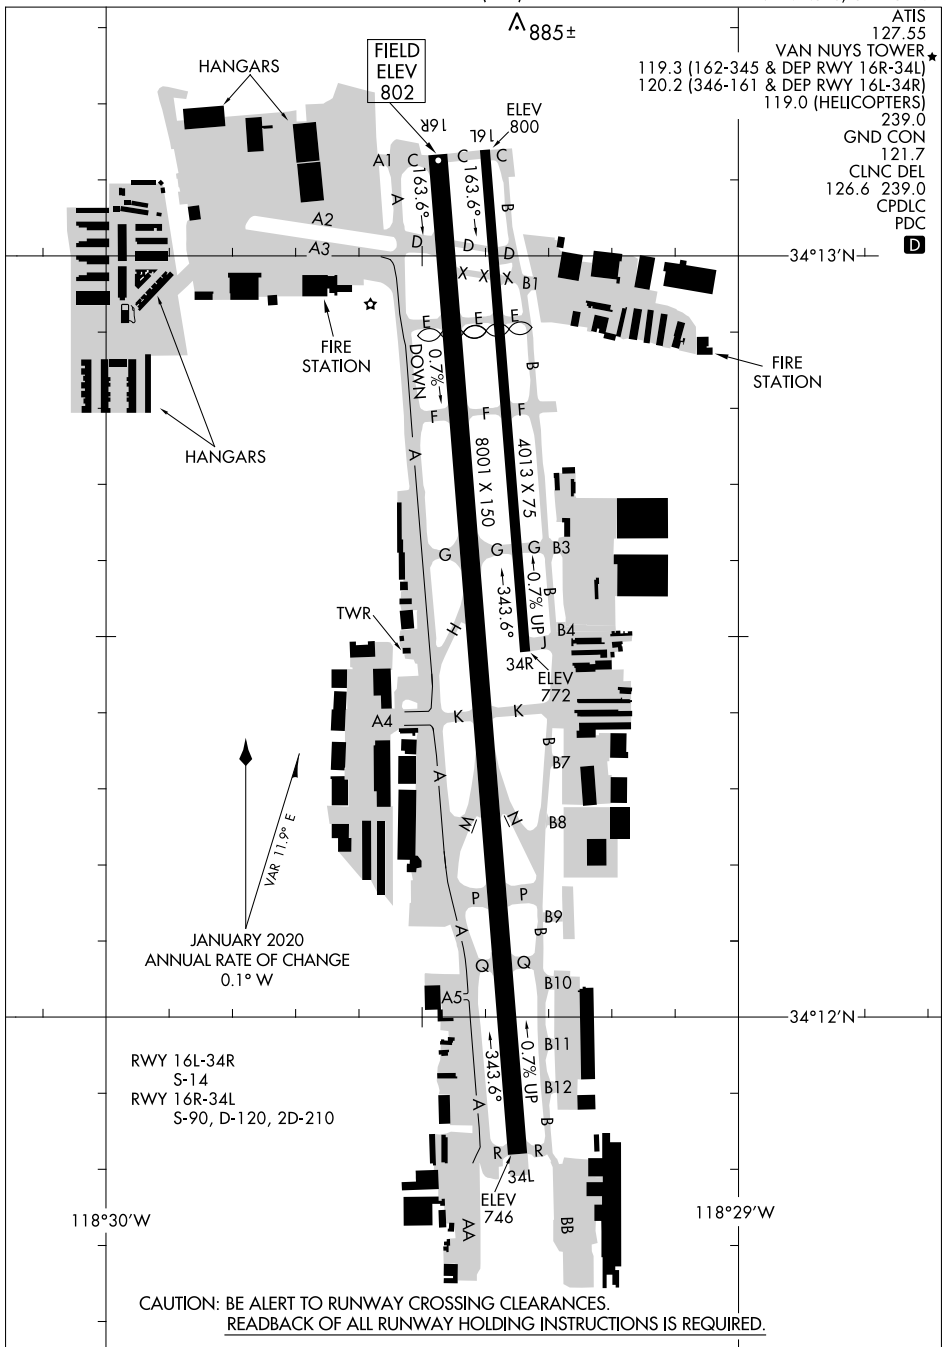 885±
ATIS
127.55
VAN NUYS TOWER
119.3 (162-345 & DEP RWY 16R-34L)
120.2 (346-161 & DEP RWY 16L-34R)
119.0 (HELICOPTERS)
239.0
GND CON
121.7
CLNC DEL
126.6 239.0
CPDLC
PDC
D
HANGARS
FIELD
ELEV
802
ELEV
800
16R
16L
A1
C
C
C
163.6°
163.6°
A
B
A2
A3
D
D
D
34°13'N
X
X
X
B1
E
E
E
FIRE
STATION
0.7%
DOWN
B
FIRE
STATION
F
F
F
HANGARS
A
8001 X 150
4013 X 75
G
G
G
B3
343.6°
0.7% UP
B
TWR
H
B4
34R
ELEV
772
A4
K
K
B
A
B7
VAR 11.9° E
M
N
B8
P
P
B9
A
B
JANUARY 2020
ANNUAL RATE OF CHANGE
0.1° W
Q
Q
B10
A5
34°12'N
RWY 16L-34R
S-14
RWY 16R-34L
S-90, D-120, 2D-210
343.6°
0.7% UP
B11
B12
A
B
R
R
34L
ELEV
746
118°30'W
118°29'W
AA
BB
CAUTION: BE ALERT TO RUNWAY CROSSING CLEARANCES.
READBACK OF ALL RUNWAY HOLDING INSTRUCTIONS IS REQUIRED.